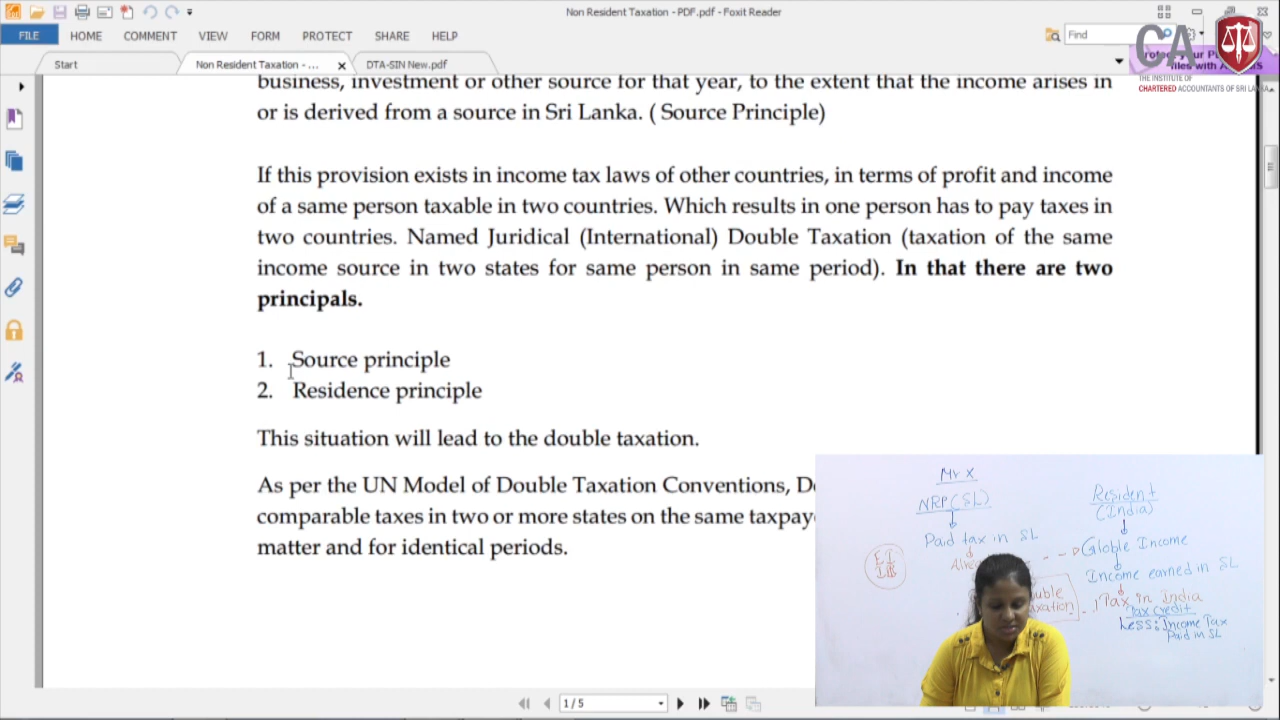 Non Resident Taxation - PDF.pdf - Foxit Reader
FILE HOME COMMENT VIEW FORM PROTECT SHARE HELP
Find
CA
THE INSTITUTE OF
CHARTERED ACCOUNTANTS OF SRI LANKA
Start Non Resident Taxation - ... DTA-SIN New.pdf
business, investment or other source for that year, to the extent that the income arises in
or is derived from a source in Sri Lanka. ( Source Principle)
If this provision exists in income tax laws of other countries, in terms of profit and income
of a same person taxable in two countries. Which results in one person has to pay taxes in
two countries. Named Juridical (International) Double Taxation (taxation of the same
income source in two states for same person in same period). In that there are two
principals.
1. Source principle
2. Residence principle
This situation will lead to the double taxation.
As per the UN Model of Double Taxation Conventions,
comparable taxes in two or more states on the same
matter and for identical periods.
Mr X
NRP (SL)
Paid tax in SL
Resident
(India)
Globle Income
Income earned in SL
Tax in India
Tax credit
Less: Income Tax
Paid in SL
1 / 5